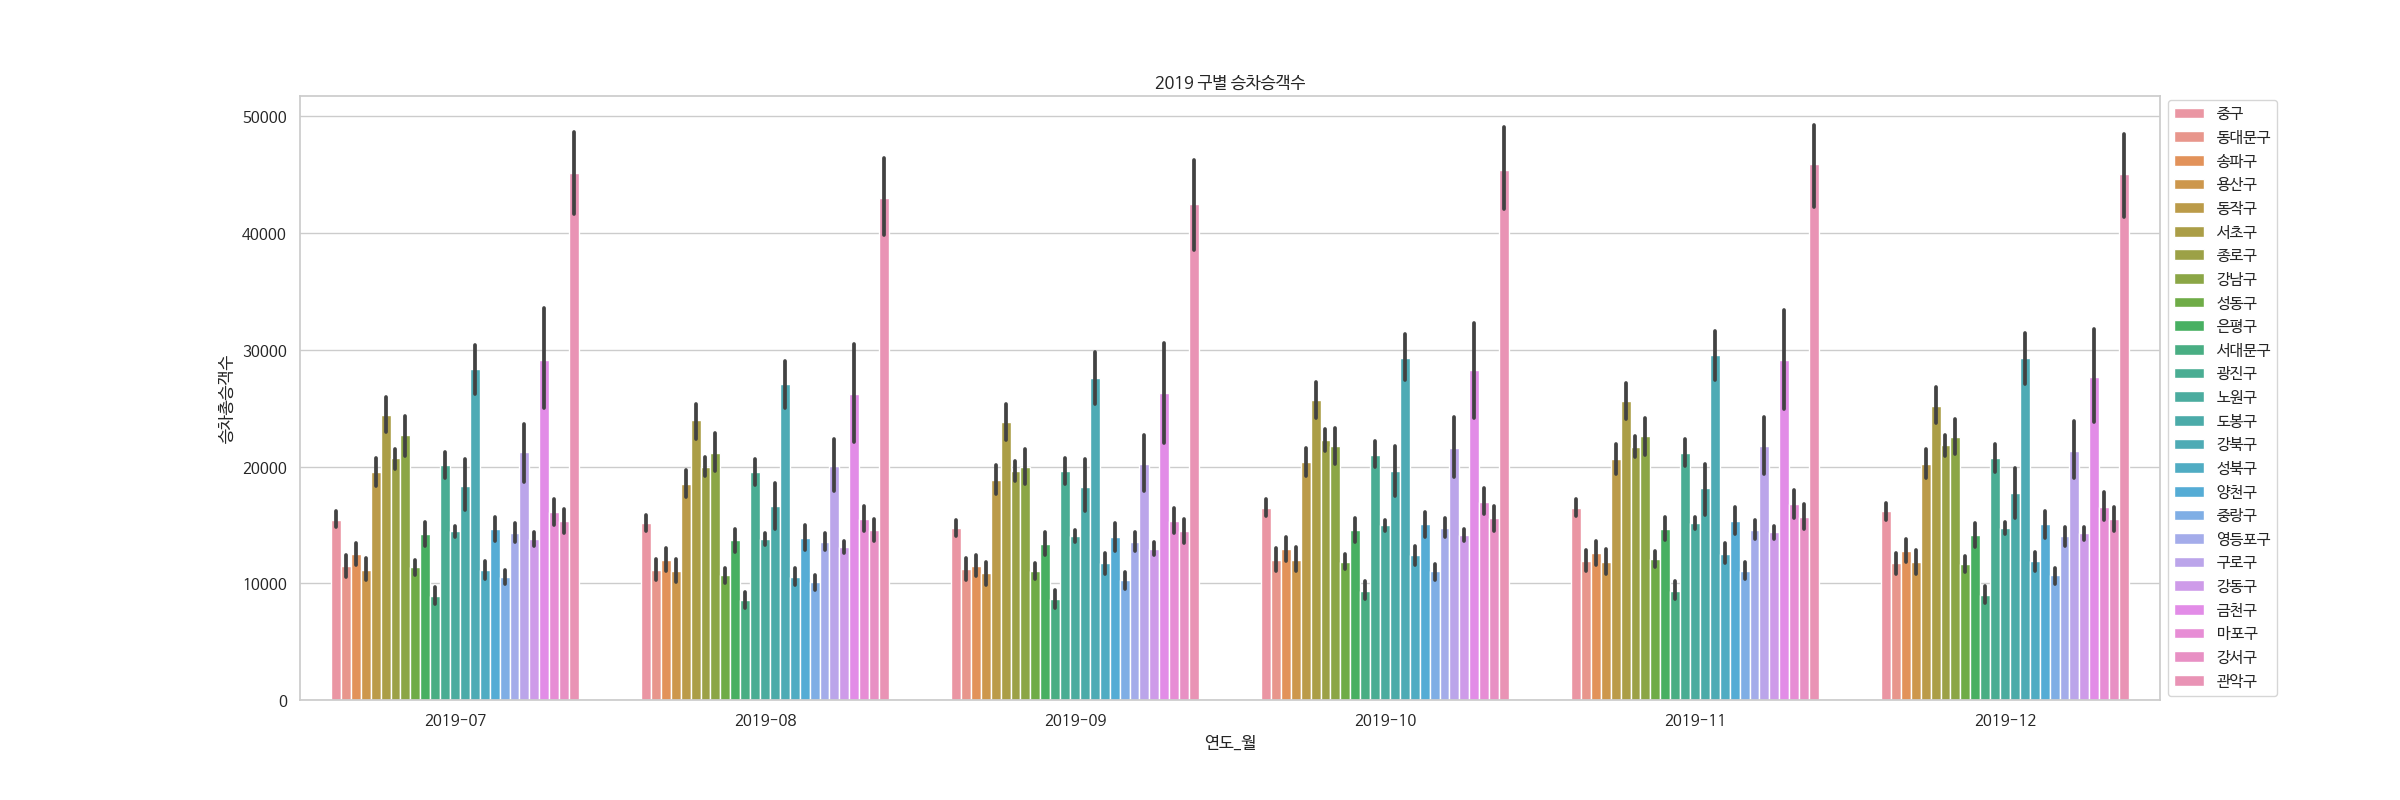 2019 구별 승차승객수
승차총승객수
50000
40000
30000
20000
10000
0
2019-07
2019-08
2019-09
2019-10
2019-11
2019-12
연도_월
중구
동대문구
송파구
용산구
동작구
서초구
종로구
강남구
성동구
은평구
서대문구
광진구
노원구
도봉구
강북구
성북구
양천구
중랑구
영등포구
구로구
강동구
금천구
마포구
강서구
관악구